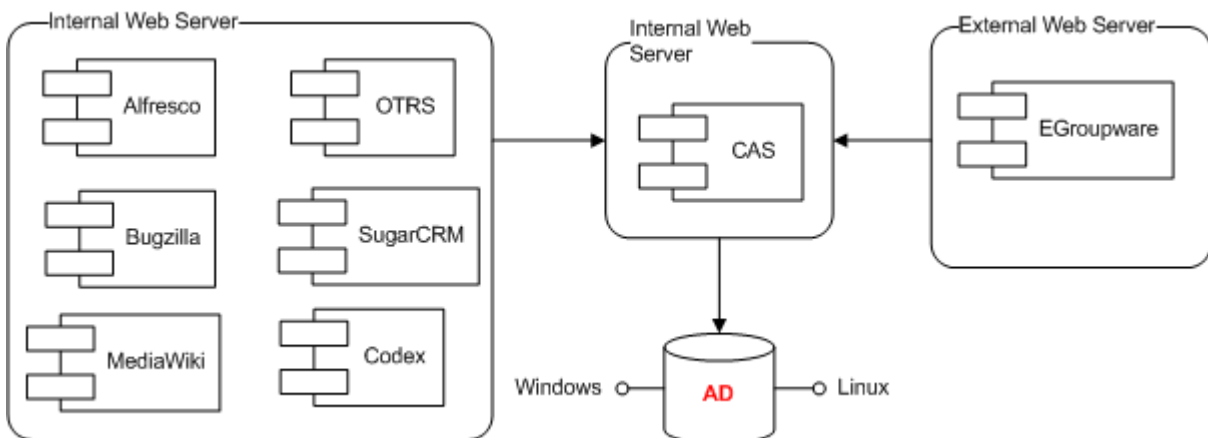 Internal Web Server
Alfresco
OTRS
Bugzilla
SugarCRM
MediaWiki
Codex
Internal Web
Server
CAS
External Web Server
EGroupware
Windows
AD
Linux